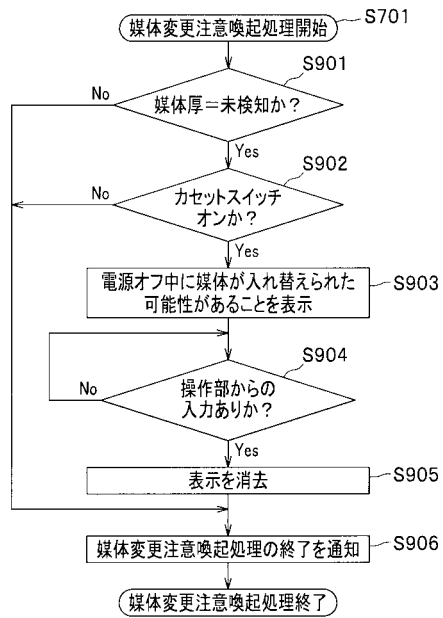 媒体変更注意喚起処理開始
S701
S901
No
媒体厚=未検知か?
Yes
S902
No
カセットスイッチ
オンか?
Yes
電源オフ中に媒体が入れ替えられた
可能性があることを表示
S903
S904
No
操作部からの
入力ありか?
Yes
表示を消去
S905
S906
媒体変更注意喚起処理の終了を通知
媒体変更注意喚起処理終了